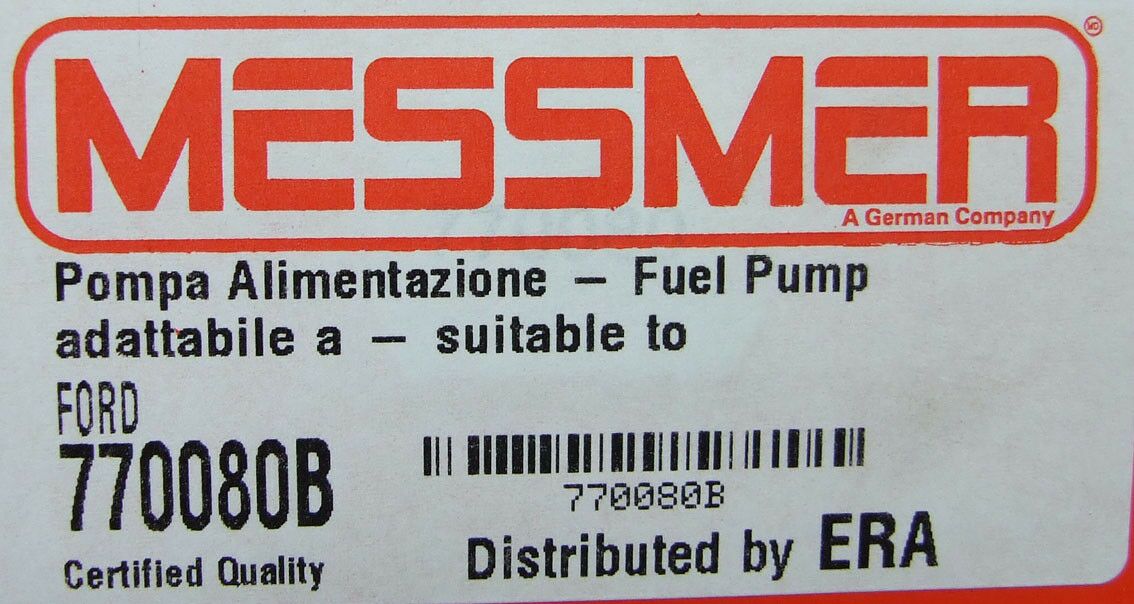 MESSMER
A German Company
Pompa Alimentazione – Fuel Pump
adattabile a – suitable to
FORD
770080B
770080B
Certified Quality
Distributed by ERA